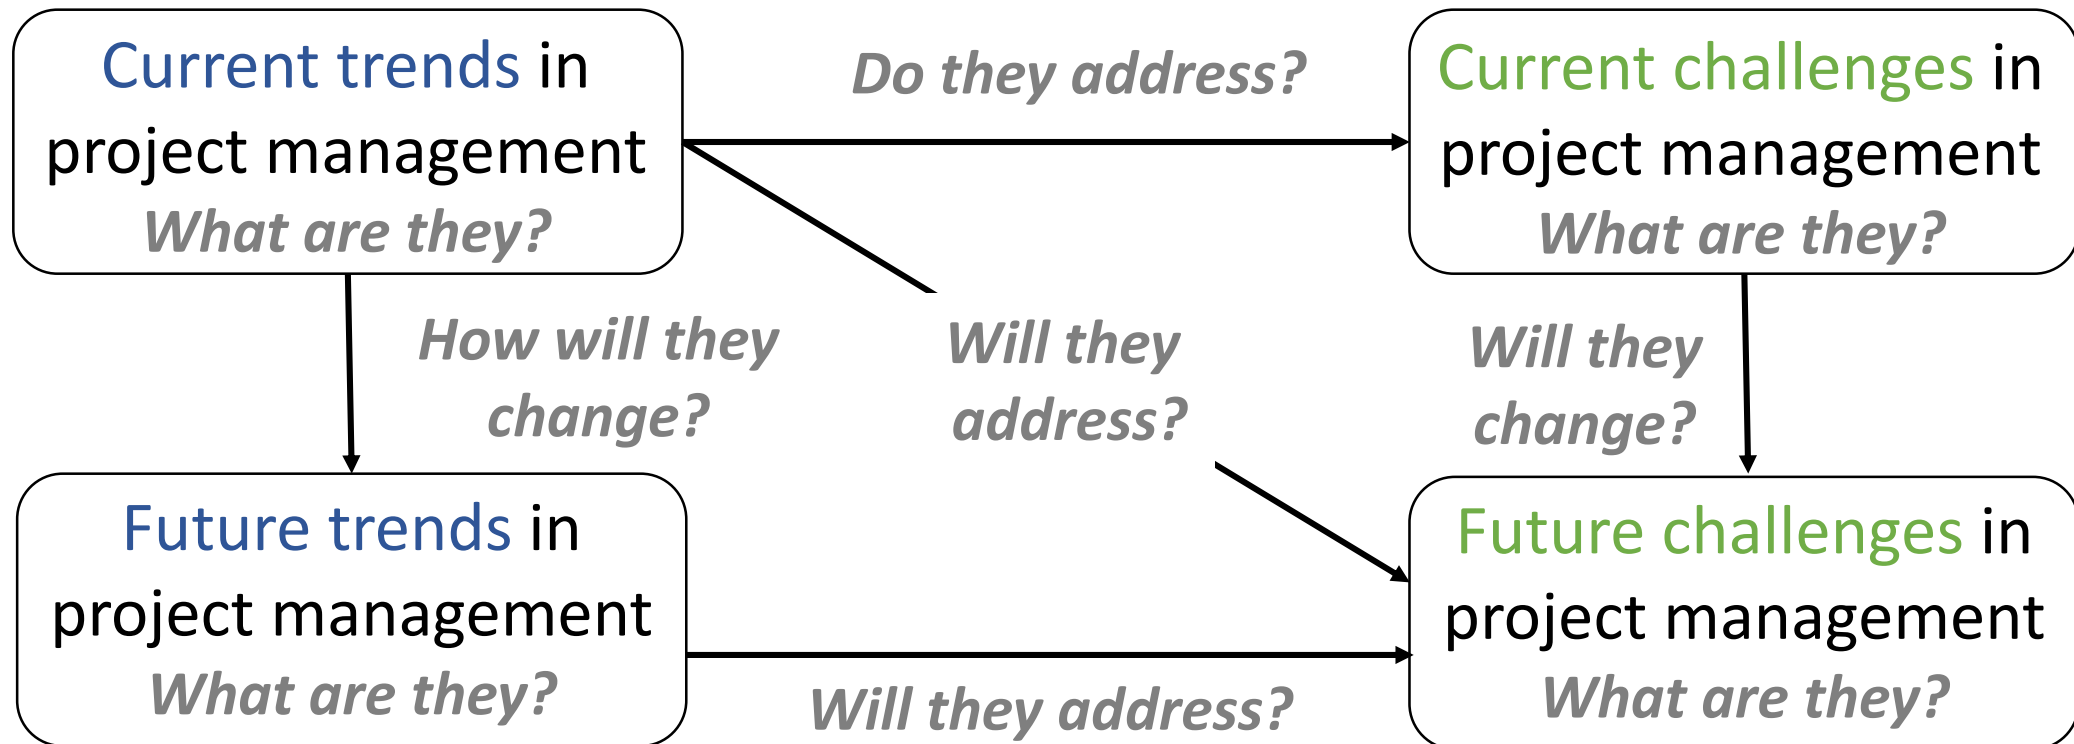 Current trends in
project management
What are they?
Do they address?
Current challenges in
project management
What are they?
How will they
change?
Will they
address?
Will they
change?
Future trends in
project management
What are they?
Will they address?
Future challenges in
project management
What are they?